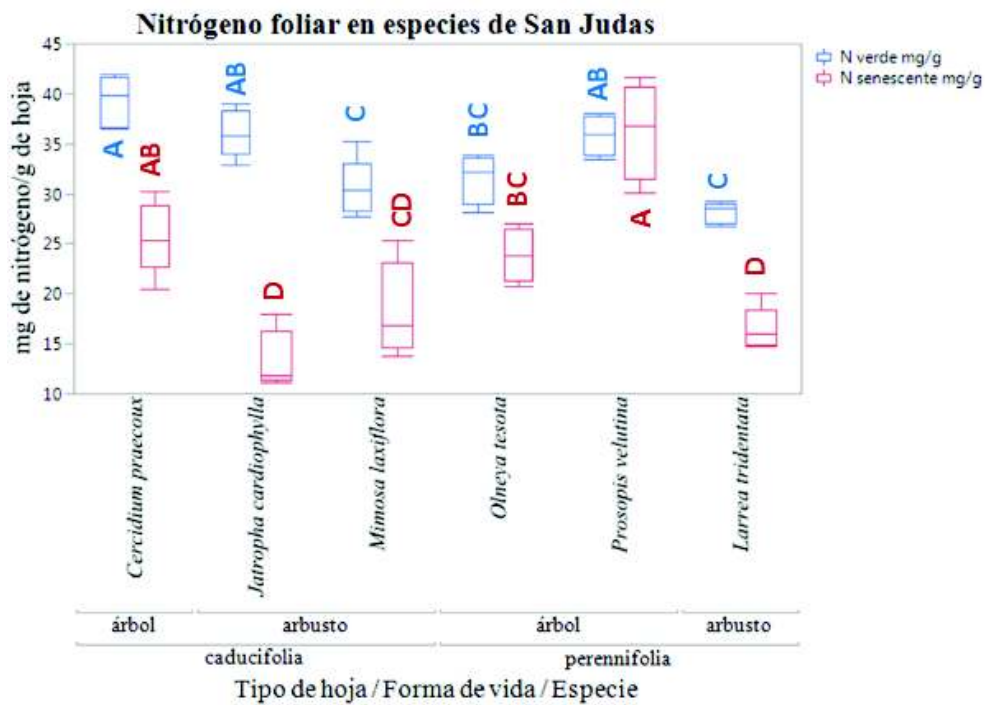 Nitrógeno foliar en especies de San Judas
N verde mg/g
N senescente mg/g
mg de nitrógeno/g de hoja
45
40
35
30
25
20
15
10
A
AB
AB
D
C
CD
BC
BC
AB
A
C
D
Cercidium praecoux
Jatropha cardiophylla
Mimosa laxiflora
Olneya tesota
Prosopis velutina
Larrea tridentata
árbol
arbusto
árbol
arbusto
caducifolia
perennifolia
Tipo de hoja / Forma de vida / Especie